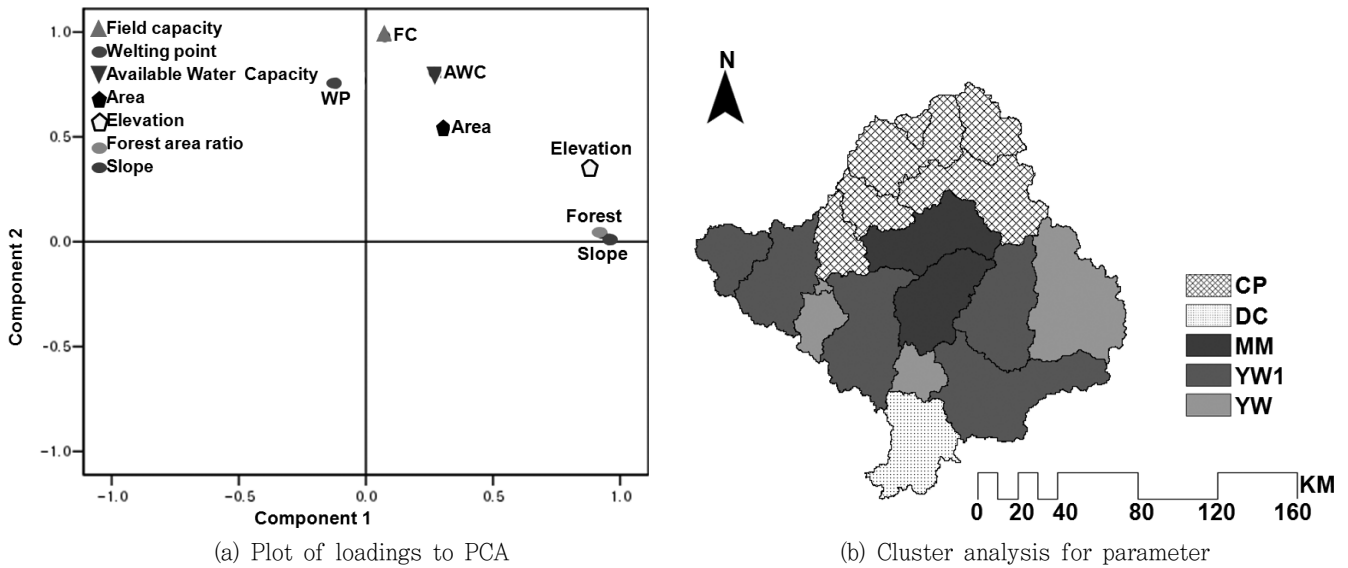 1.0
0.5
0.0
-0.5
-1.0
Component 2
Field capacity
Welting point
Available Water Capacity
Area
Elevation
Forest area ratio
Slope
FC
WP
AWC
Area
Elevation
Forest
Slope
-1.0 -0.5 0.0 0.5 1.0
Component 1
(a) Plot of loadings to PCA
N
CP
DC
MM
YW1
YW
KM
0 20 40 80 120 160
(b) Cluster analysis for parameter